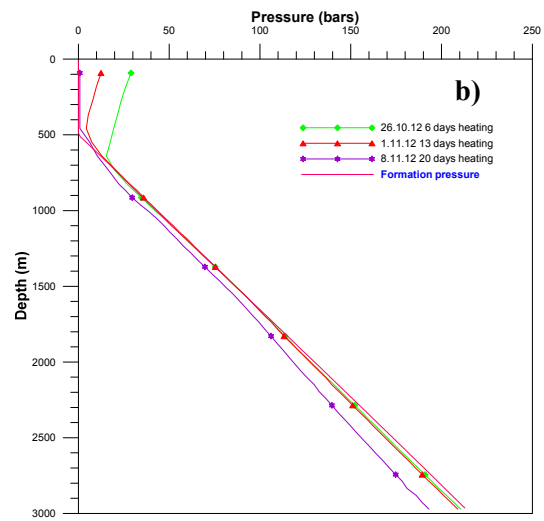 Pressure (bars)
0 50 100 150 200 250
0
b)
26.10.12 6 days heating
1.11.12 13 days heating
8.11.12 20 days heating
Formation pressure
500
1000
Depth (m)
1500
2000
2500
3000